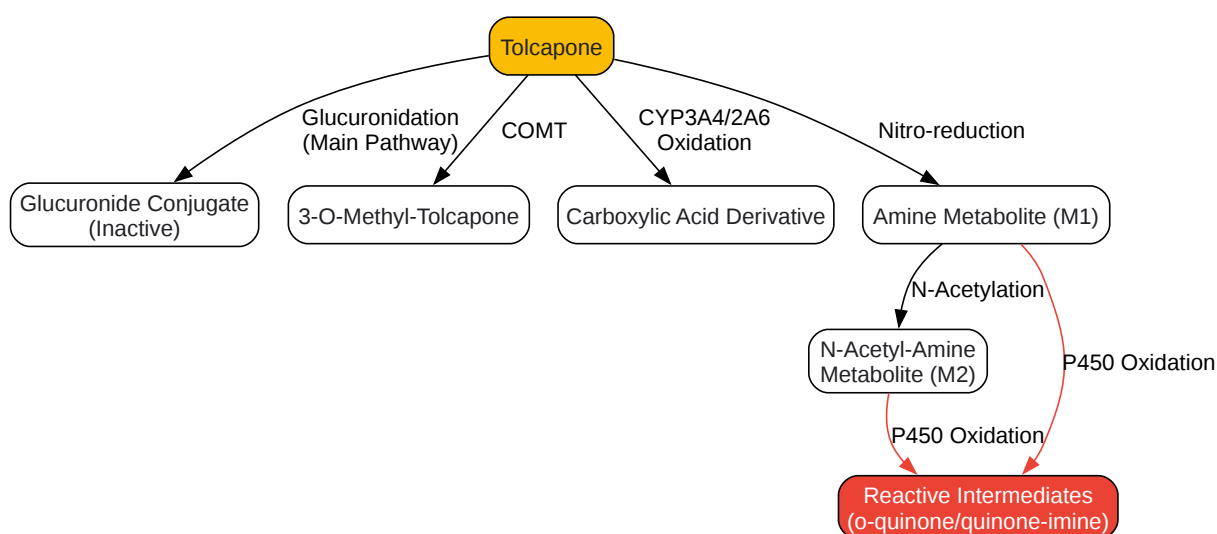 Tolcapone
Glucuronidation
(Main Pathway)
COMT
CYP3A4/2A6
Oxidation
Nitro-reduction
Glucuronide Conjugate
(Inactive)
3-O-Methyl-Tolcapone
Carboxylic Acid Derivative
Amine Metabolite (M1)
N-Acetylation
N-Acetyl-Amine
Metabolite (M2)
P450 Oxidation
P450 Oxidation
Reactive Intermediates
(o-quinone/quinone-imine)